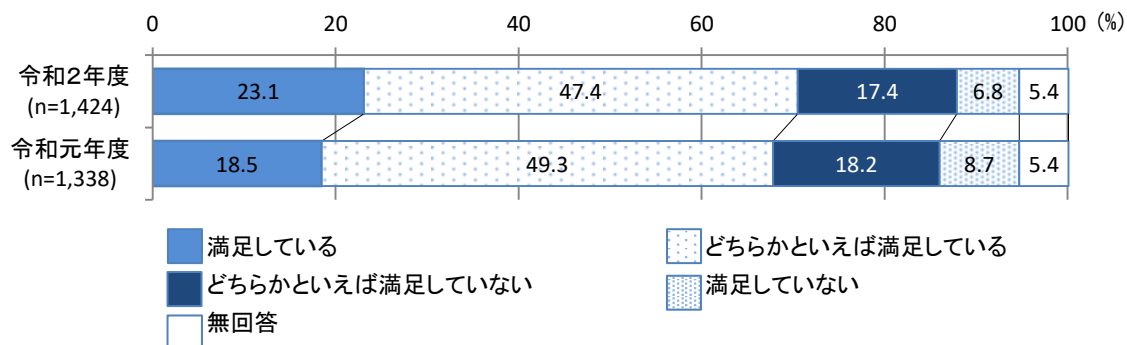 0 20 40 60 80 100 (%)
令和2年度
(n=1,424)
23.1 47.4 17.4 6.8 5.4
令和元年度
(n=1,338)
18.5 49.3 18.2 8.7 5.4
満足している どちらかといえば満足している
どちらかといえば満足していない 満足していない
無回答